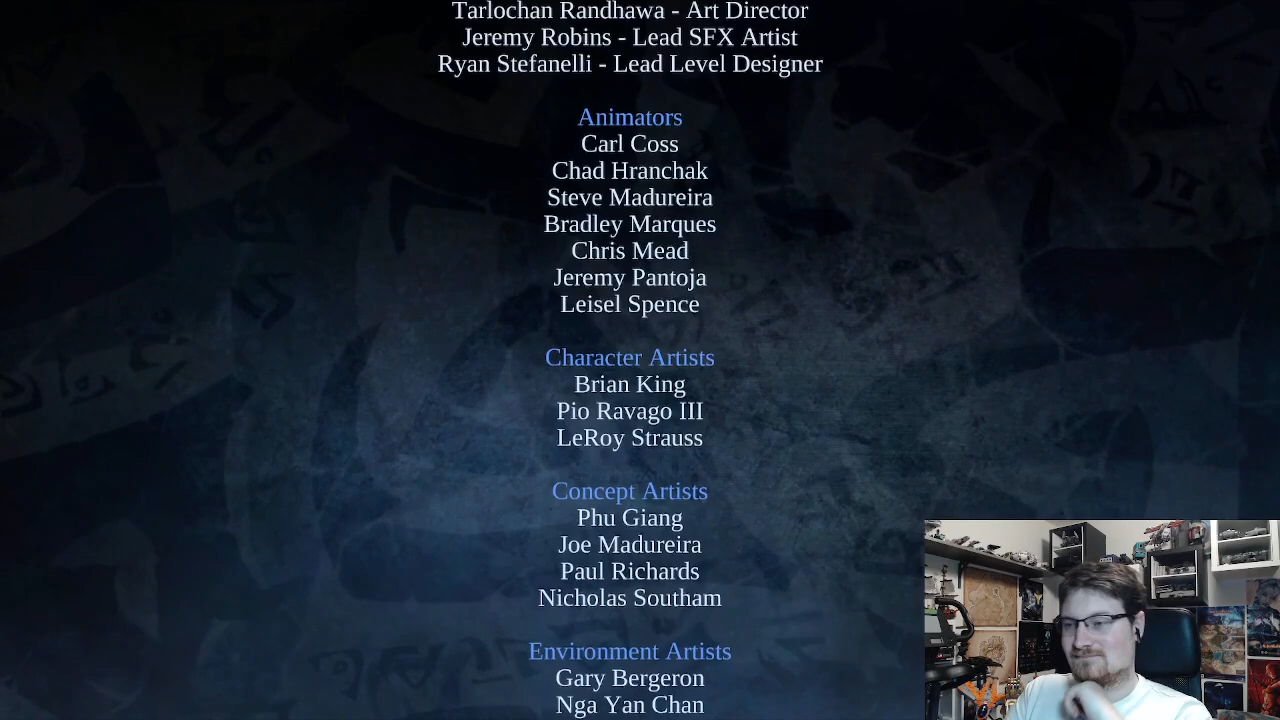 Tarlochan Randhawa - Art Director
Jeremy Robins - Lead SFX Artist
Ryan Stefanelli - Lead Level Designer
Animators
Carl Coss
Chad Hranchak
Steve Madureira
Bradley Marques
Chris Mead
Jeremy Pantoja
Leisel Spence
Character Artists
Brian King
Pio Ravago III
LeRoy Strauss
Concept Artists
Phu Giang
Joe Madureira
Paul Richards
Nicholas Southam
Environment Artists
Gary Bergeron
Nga Yan Chan